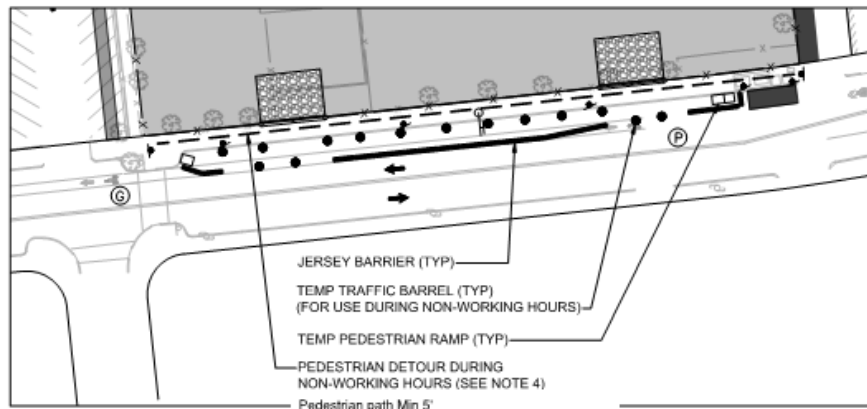 G
P
JERSEY BARRIER (TYP)
TEMP TRAFFIC BARREL (TYP)
(FOR USE DURING NON-WORKING HOURS)
TEMP PEDESTRIAN RAMP (TYP)
PEDESTRIAN DETOUR DURING
NON-WORKING HOURS (SEE NOTE 4)
Pedestrian path Min 5'